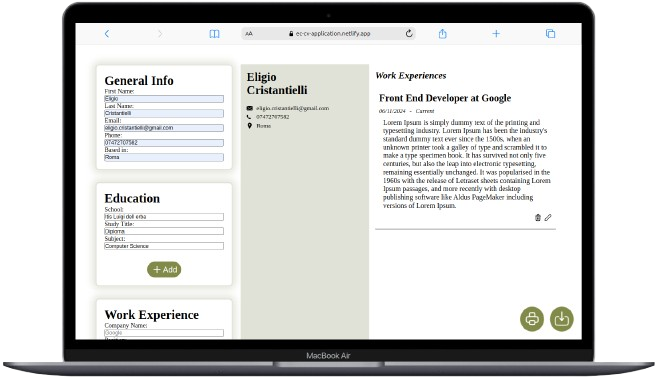 AA
ec-cv-application.netlify.app
General Info
First Name:
Eligio
Last Name:
Cristantielli
Email:
eligio.cristantielli@gmail.com
Phone:
07472707582
Based in:
Roma
Education
School:
Study Title:
Diploma
Subject:
Computer Science
+ Add
Work Experience
Company Name:
Google
Eligio
Cristantielli
eligio.cristantielli@gmail.com
Roma
Work Experiences
Front End Developer at Google
06/11/2024 - Current
Lorem Ipsum is simply dummy text of the printing and
typesetting industry. Lorem Ipsum has been the industry's
standard dummy text ever since the 1500s, when an
unknown printer took a galley of type and scrambled it to
make a type specimen book. It has survived not only five
centuries, but also the leap into electronic typesetting,
remaining essentially unchanged. It was popularised in the
1960s with the release of Letraset sheets containing Lorem
Ipsum passages, and more recently with desktop
publishing software like Aldus PageMaker including
versions of Lorem Ipsum.
MacBook Air